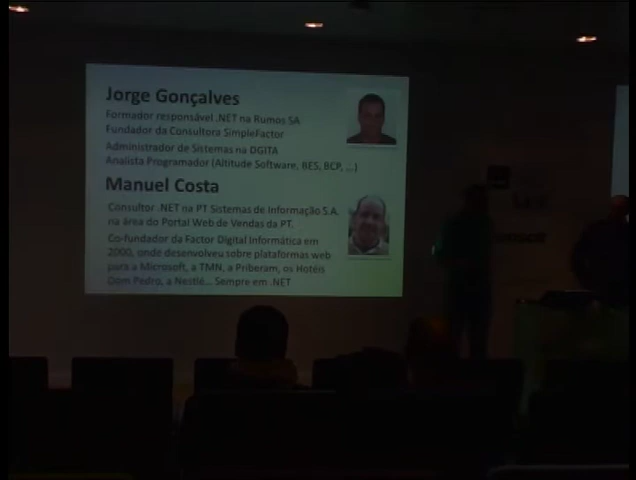 Jorge Gonçalves
Formador responsável .NET na Rumos SA
Fundador da Consultora SimpleFactor
Administrador de Sistemas na DGITA
Analista Programador (Altitude Software, BES, BCP, ...)
Manuel Costa
Consultor .NET na PT Sistemas de Informação S.A.
na área do Portal Web de Vendas da PT.
Co-fundador da Factor Digital Informática em
2000, onde desenvolveu sobre plataformas web
para a Microsoft, a TMN, a Priberam, os Hotéis
Dom Pedro, a Nestlé... Sempre em .NET